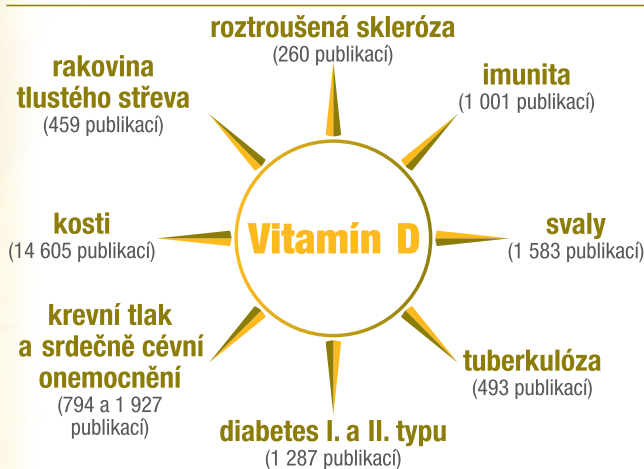 roztroušená skleróza
(260 publikací)
rakovina
tlustého střeva
(459 publikací)
imunita
(1 001 publikací)
kosti
(14 605 publikací)
Vitamín D
svaly
(1 583 publikací)
krevní tlak
a srdečně cévní
onemocnění
(794 a 1 927
publikací)
tuberkulóza
(493 publikací)
diabetes I. a II. typu
(1 287 publikací)